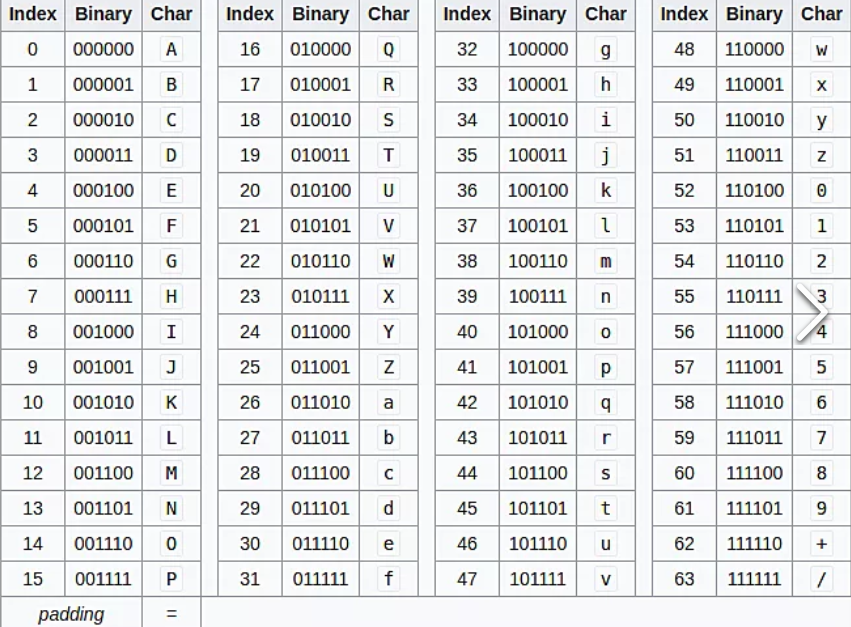 Index Binary Char Index Binary Char Index Binary Char Index Binary Char
0 000000 A 16 010000 Q 32 100000 g 48 110000 w
1 000001 B 17 010001 R 33 100001 h 49 110001 x
2 000010 C 18 010010 S 34 100010 i 50 110010 y
3 000011 D 19 010011 T 35 100011 j 51 110011 z
4 000100 E 20 010100 U 36 100100 k 52 110100 0
5 000101 F 21 010101 V 37 100101 l 53 110101 1
6 000110 G 22 010110 W 38 100110 m 54 110110 2
7 000111 H 23 010111 X 39 100111 n 55 110111 3
8 001000 I 24 011000 Y 40 101000 o 56 111000 4
9 001001 J 25 011001 Z 41 101001 p 57 111001 5
10 001010 K 26 011010 a 42 101010 q 58 111010 6
11 001011 L 27 011011 b 43 101011 r 59 111011 7
12 001100 M 28 011100 c 44 101100 s 60 111100 8
13 001101 N 29 011101 d 45 101101 t 61 111101 9
14 001110 O 30 011110 e 46 101110 u 62 111110 +
15 001111 P 31 011111 f 47 101111 v 63 111111 /
padding =